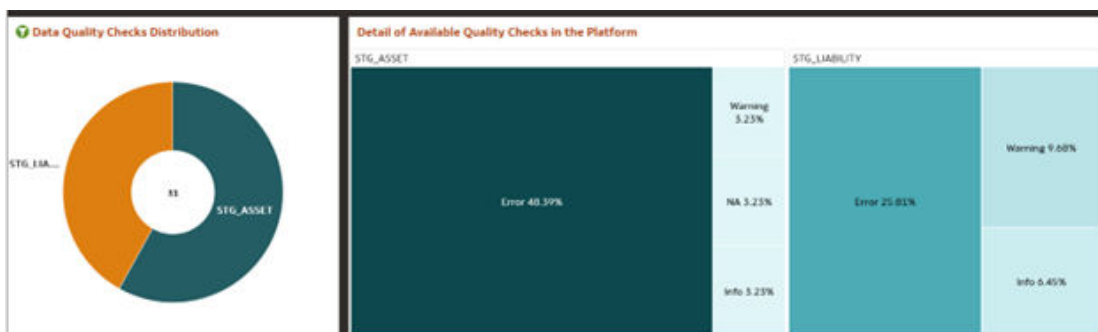 Data Quality Checks Distribution
STG_LIA...
31
STG_ASSET
Detail of Available Quality Checks in the Platform
STG_ASSET
STG_LIABILITY
Error 48.39%
Warning
3.23%
NA 3.23%
Info 3.23%
Error 25.81%
Warning 9.68%
Info 6.45%